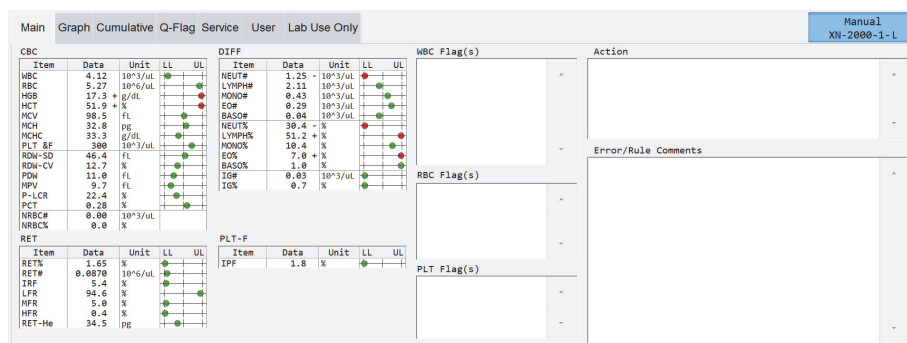 Main Graph Cumulative Q-Flag Service User Lab Use Only
Manual
XN-2000-1-L
CBC
Item Data Unit LL UL
WBC 4.12 10^3/uL
RBC 5.27 10^6/uL
HGB 17.3 + g/dL
HCT 51.9 + %
MCV 98.5 fL
MCH 32.8 pg
MCHC 33.3 g/dL
PLT &F 300 10^3/uL
RDW-SD 46.4 fL
RDW-CV 12.7 %
PDW 11.0 fL
MPV 9.7 fL
P-LCR 22.4 %
PCT 0.28 %
NRBC# 0.00 10^3/uL
NRBC% 0.0 %
DIFF
Item Data Unit LL UL
NEUT# 1.25 - 10^3/uL
LYMPH# 2.11 10^3/uL
MONO# 0.43 10^3/uL
EO# 0.29 10^3/uL
BASO# 0.04 10^3/uL
NEUT% 30.4 - %
LYMPH% 51.2 + %
MONO% 10.4 %
EO% 7.0 + %
BASO% 1.0 %
IG# 0.03 10^3/uL
IG% 0.7 %
RET
Item Data Unit LL UL
RET% 1.65 %
RET# 0.0870 10^6/uL
IRF 5.4 %
LFR 94.6 %
MFR 5.0 %
HFR 0.4 %
RET-He 34.5 pg
PLT-F
Item Data Unit LL UL
IPF 1.8 %
WBC Flag(s)
RBC Flag(s)
PLT Flag(s)
Action
Error/Rule Comments